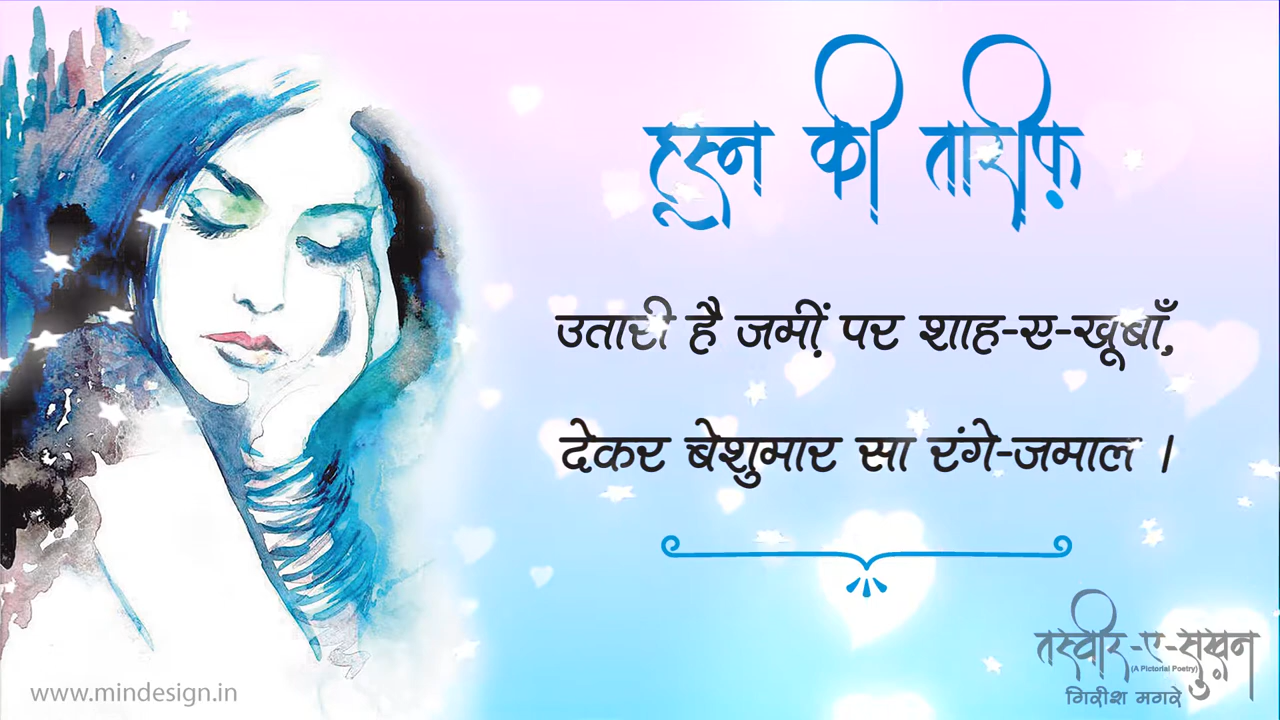 हूस्न की तारीफ़
उतारी है जमीं पर शाह-ए-खूबाँ,
देकर बेशुमार सा रंगे-जमाल ।
तस्वीर-ए-सुख़न
(A Pictorial Poetry)
गिरीश मगरे
www.mindesign.in